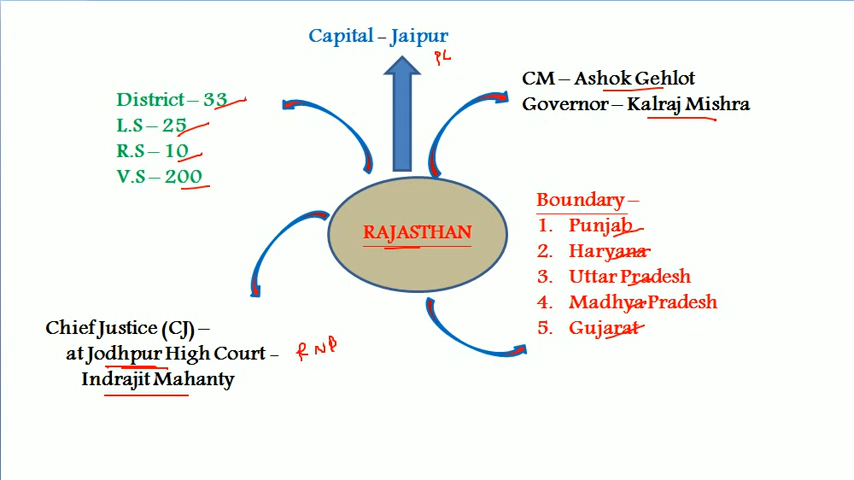 Capital – Jaipur
PL
CM – Ashok Gehlot
Governor – Kalraj Mishra
District – 33
L.S – 25
R.S – 10
V.S – 200
RAJASTHAN
Boundary –
1. Punjab
2. Haryana
3. Uttar Pradesh
4. Madhya Pradesh
5. Gujarat
Chief Justice (CJ) –
at Jodhpur High Court – RNP
Indrajit Mahanty